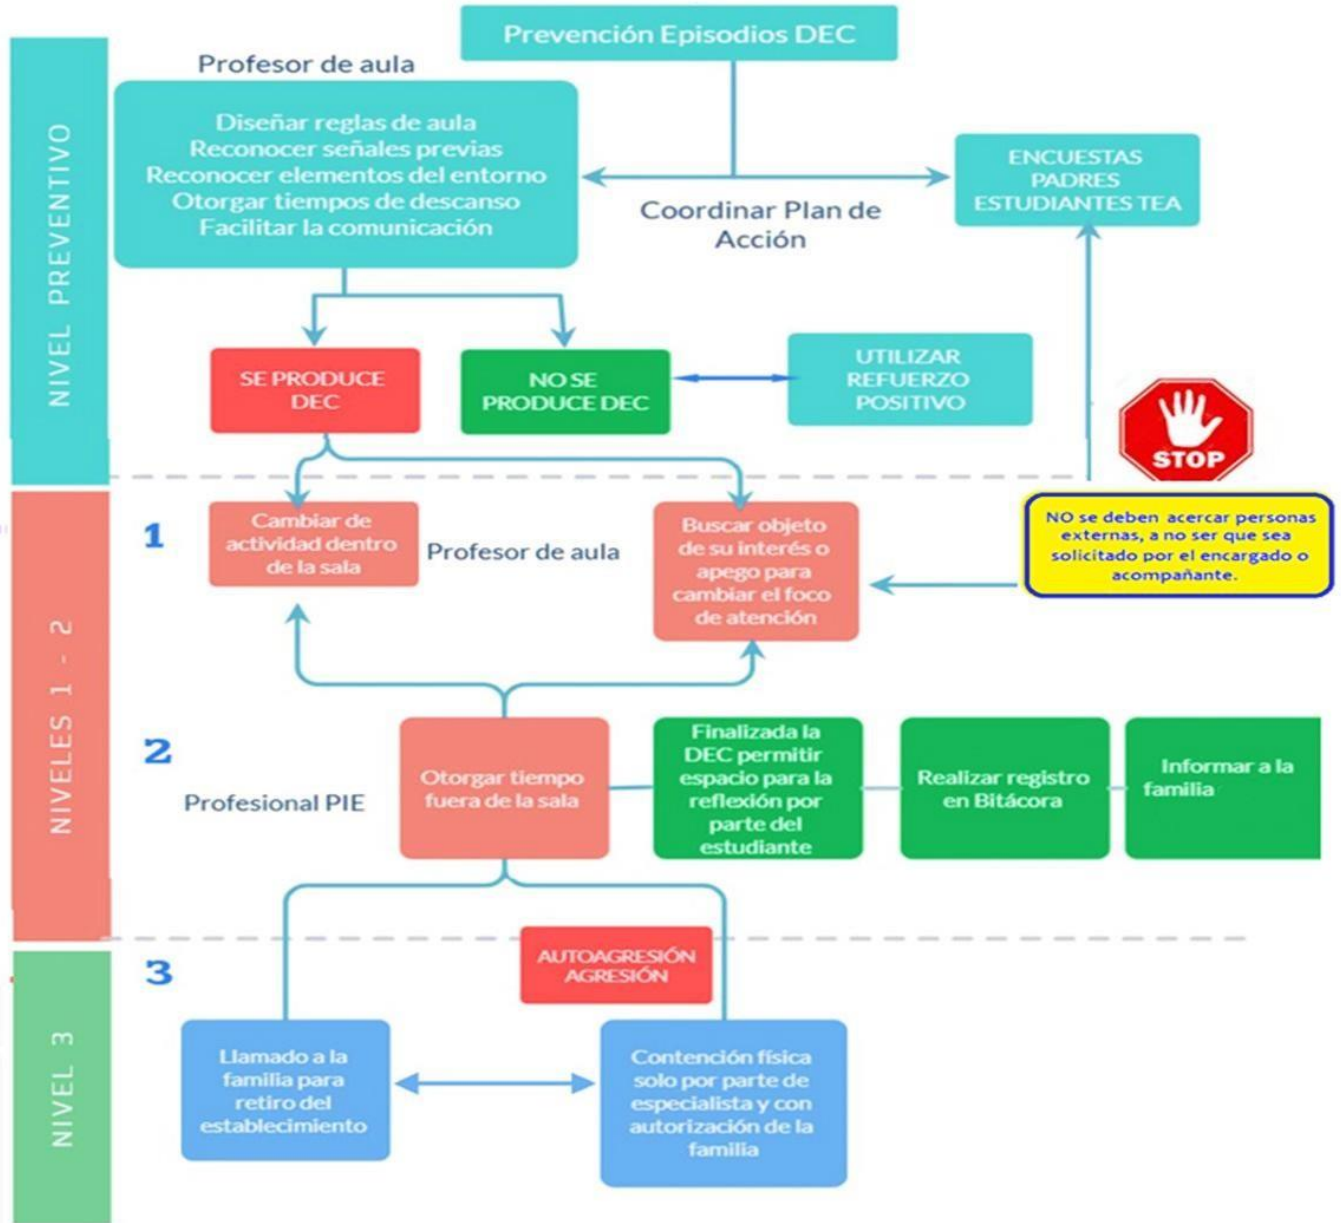 Prevención Episodios DEC
NIVEL PREVENTIVO
Profesor de aula
Diseñar reglas de aula
Reconocer señales previas
Reconocer elementos del entorno
Otorgar tiempos de descanso
Facilitar la comunicación
ENCUESTAS
PADRES
ESTUDIANTES TEA
Coordinar Plan de
Acción
SE PRODUCE
DEC
NO SE
PRODUCE DEC
UTILIZAR
REFUERZO
POSITIVO
STOP
NIVELES 1 - 2
1
Cambiar de
actividad dentro
de la sala
Profesor de aula
Buscar objeto
de su interés o
apego para
cambiar el foco
de atención
NO se deben acercar personas
externas, a no ser que sea
solicitado por el encargado o
acompañante.
2
Profesional PIE
Otorgar tiempo
fuera de la sala
Finalizada la
DEC permitir
espacio para la
reflexión por
parte del
estudiante
Realizar registro
en Bitácora
Informar a la
familia
NIVEL 3
3
AUTOAGRESIÓN
AGRESIÓN
Llamado a la
familia para
retiro del
establecimiento
Contención física
solo por parte de
especialista y con
autorización de la
familia